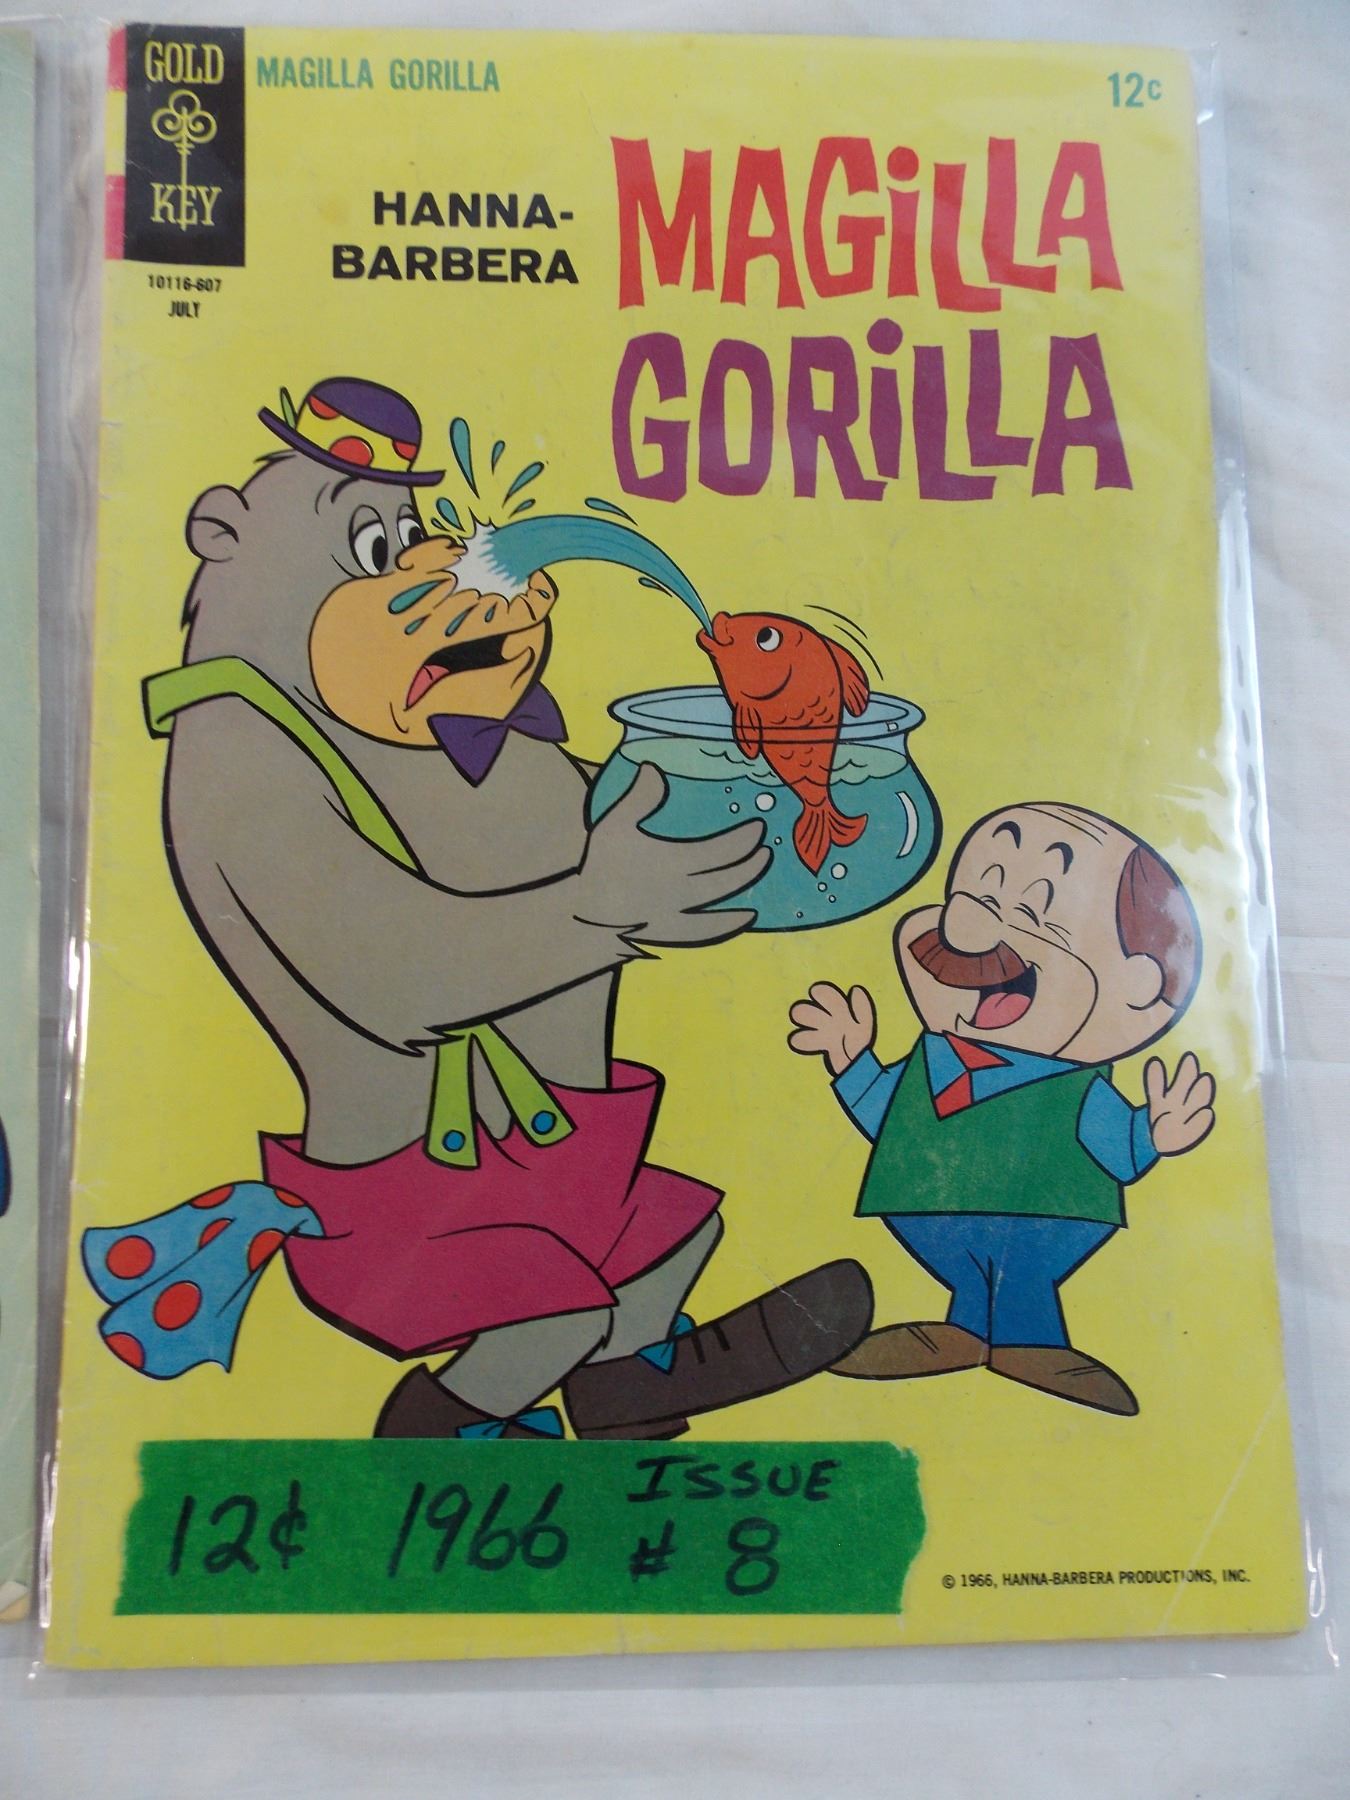 GOLD
KEY
MAGILLA GORILLA
12c
HANNA-
BARBERA
MAGiLLA
GORiLLA
10116-607
JULY
12¢ 1966 ISSUE
# 8
© 1966, HANNA-BARBERA PRODUCTIONS, INC.